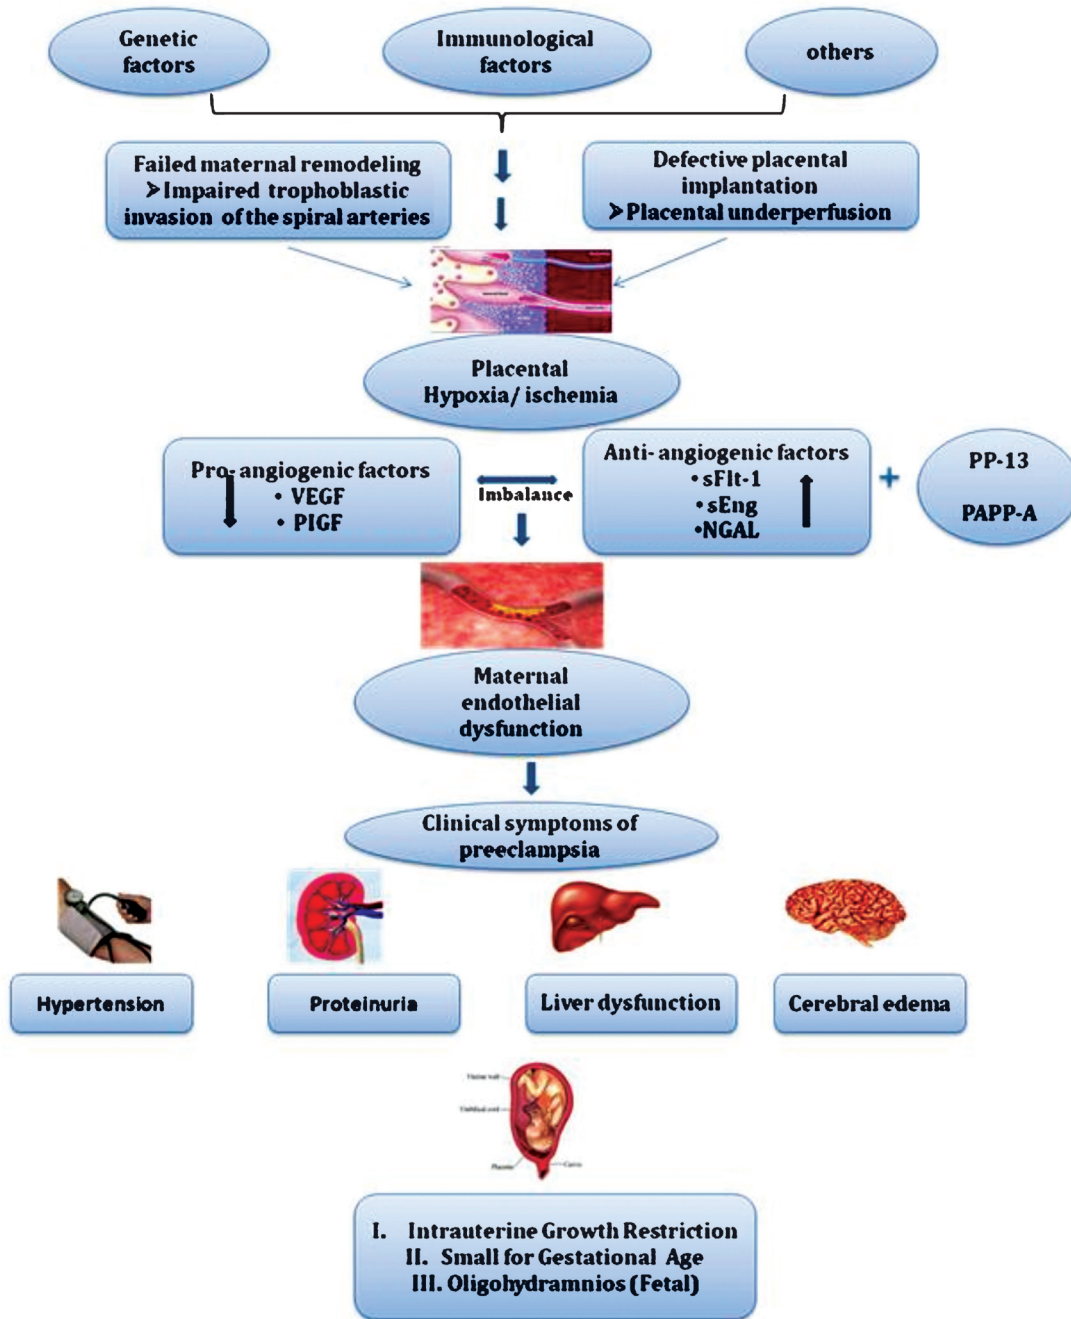 Genetic
factors
Immunological
factors
others
Failed maternal remodeling
➢Impaired trophoblastic
invasion of the spiral arteries
Defective placental
implantation
➢Placental underperfusion
Placental
Hypoxia/ ischemia
Pro- angiogenic factors
• VEGF
• PIGF
Imbalance
Anti- angiogenic factors
•sFlt-1
•sEng
•NGAL
+
PP-13
PAPP-A
Maternal
endothelial
dysfunction
Clinical symptoms of
preeclampsia
Hypertension
Proteinuria
Liver dysfunction
Cerebral edema
Umbilical cord
Placenta
I. Intrauterine Growth Restriction
II. Small for Gestational Age
III. Oligohydramnios (Fetal)